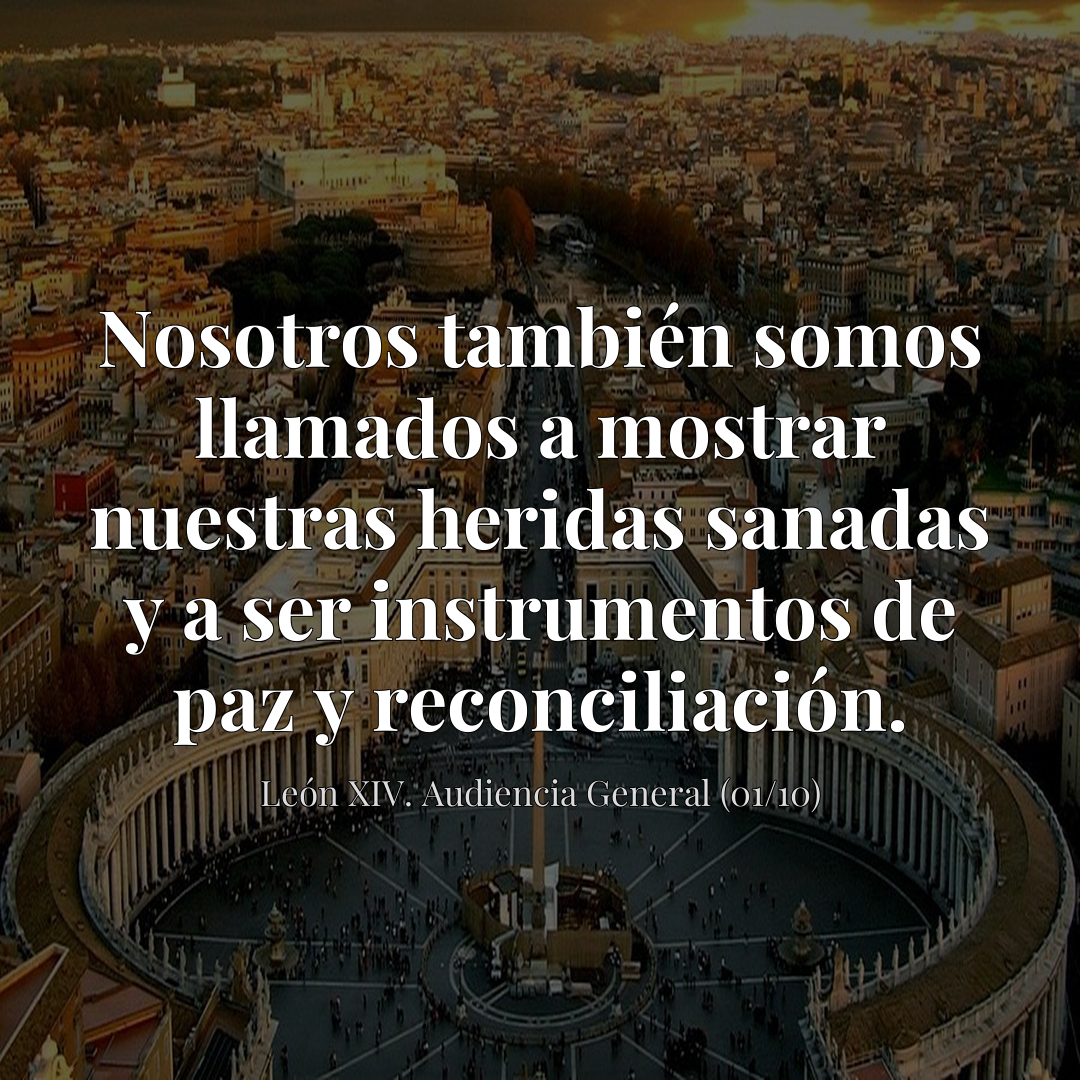 Nosotros también somos
llamados a mostrar
nuestras heridas sanadas
y a ser instrumentos de
paz y reconciliación.
León XIV. Audiencia General (01/10)